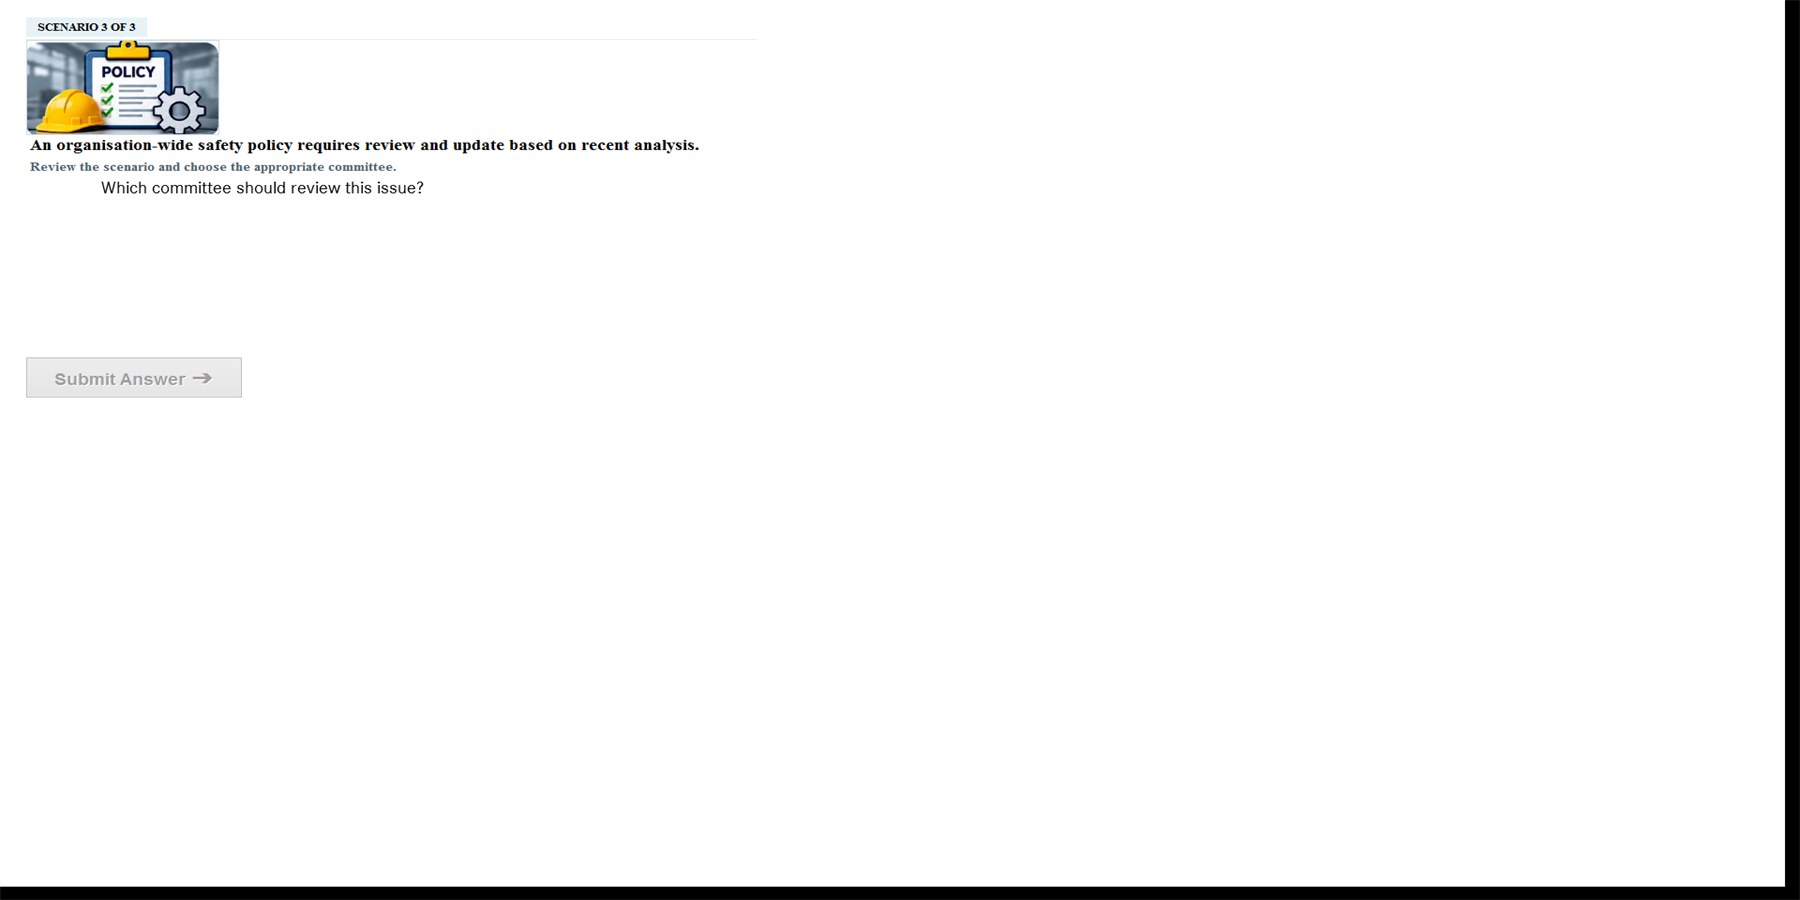 SCENARIO 3 OF 3
POLICY
An organisation-wide safety policy requires review and update based on recent analysis.
Review the scenario and choose the appropriate committee.
Which committee should review this issue?
Submit Answer →